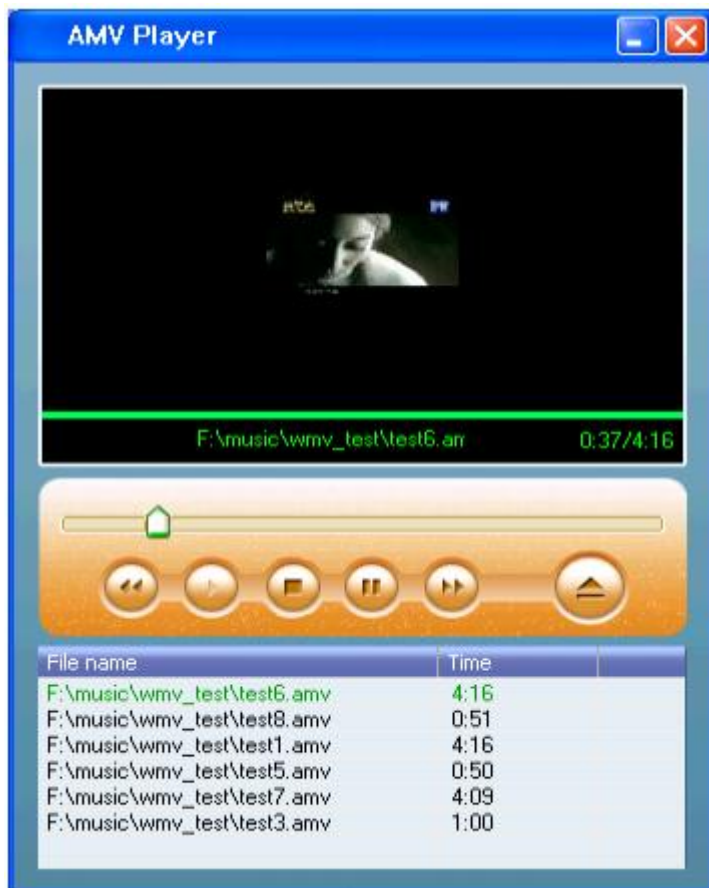 AMV Player
F:\music\wmv_test\test6.am
0:37/4:16
File name Time
F:\music\wmv_test\test6.amv 4:16
F:\music\wmv_test\test8.amv 0:51
F:\music\wmv_test\test1.amv 4:16
F:\music\wmv_test\test5.amv 0:50
F:\music\wmv_test\test7.amv 4:09
F:\music\wmv_test\test3.amv 1:00